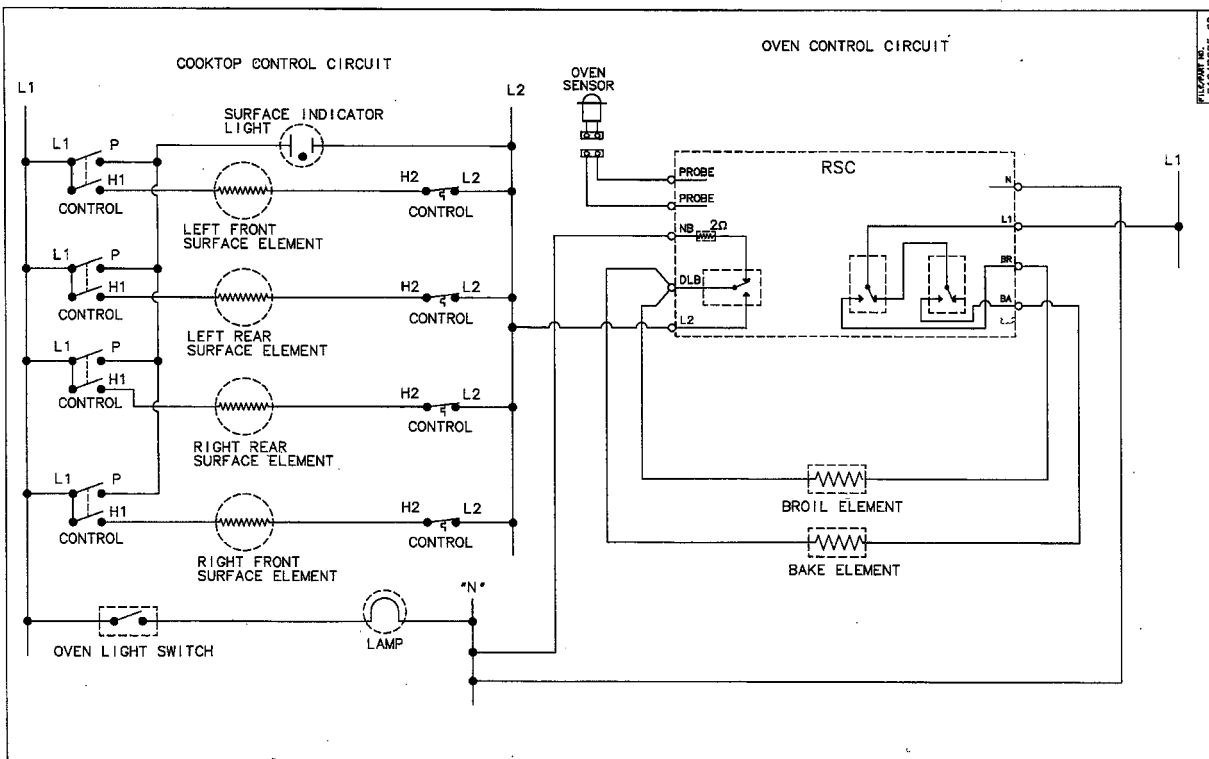 OVEN CONTROL CIRCUIT
COOKTOP CONTROL CIRCUIT
FILE/PART NO.
OVEN
SENSOR
L1
L2
SURFACE INDICATOR
LIGHT
L1
P
H1
CONTROL
H2
L2
CONTROL
LEFT FRONT
SURFACE ELEMENT
L1
P
H1
CONTROL
H2
L2
CONTROL
LEFT REAR
SURFACE ELEMENT
L1
P
H1
CONTROL
H2
L2
CONTROL
RIGHT REAR
SURFACE ELEMENT
L1
P
H1
CONTROL
H2
L2
CONTROL
RIGHT FRONT
SURFACE ELEMENT
"N"
OVEN LIGHT SWITCH
LAMP
PROBE
RSC
L1
N
PROBE
NB
2Ω
L1
DLB
BR
BA
L2
BROIL ELEMENT
BAKE ELEMENT